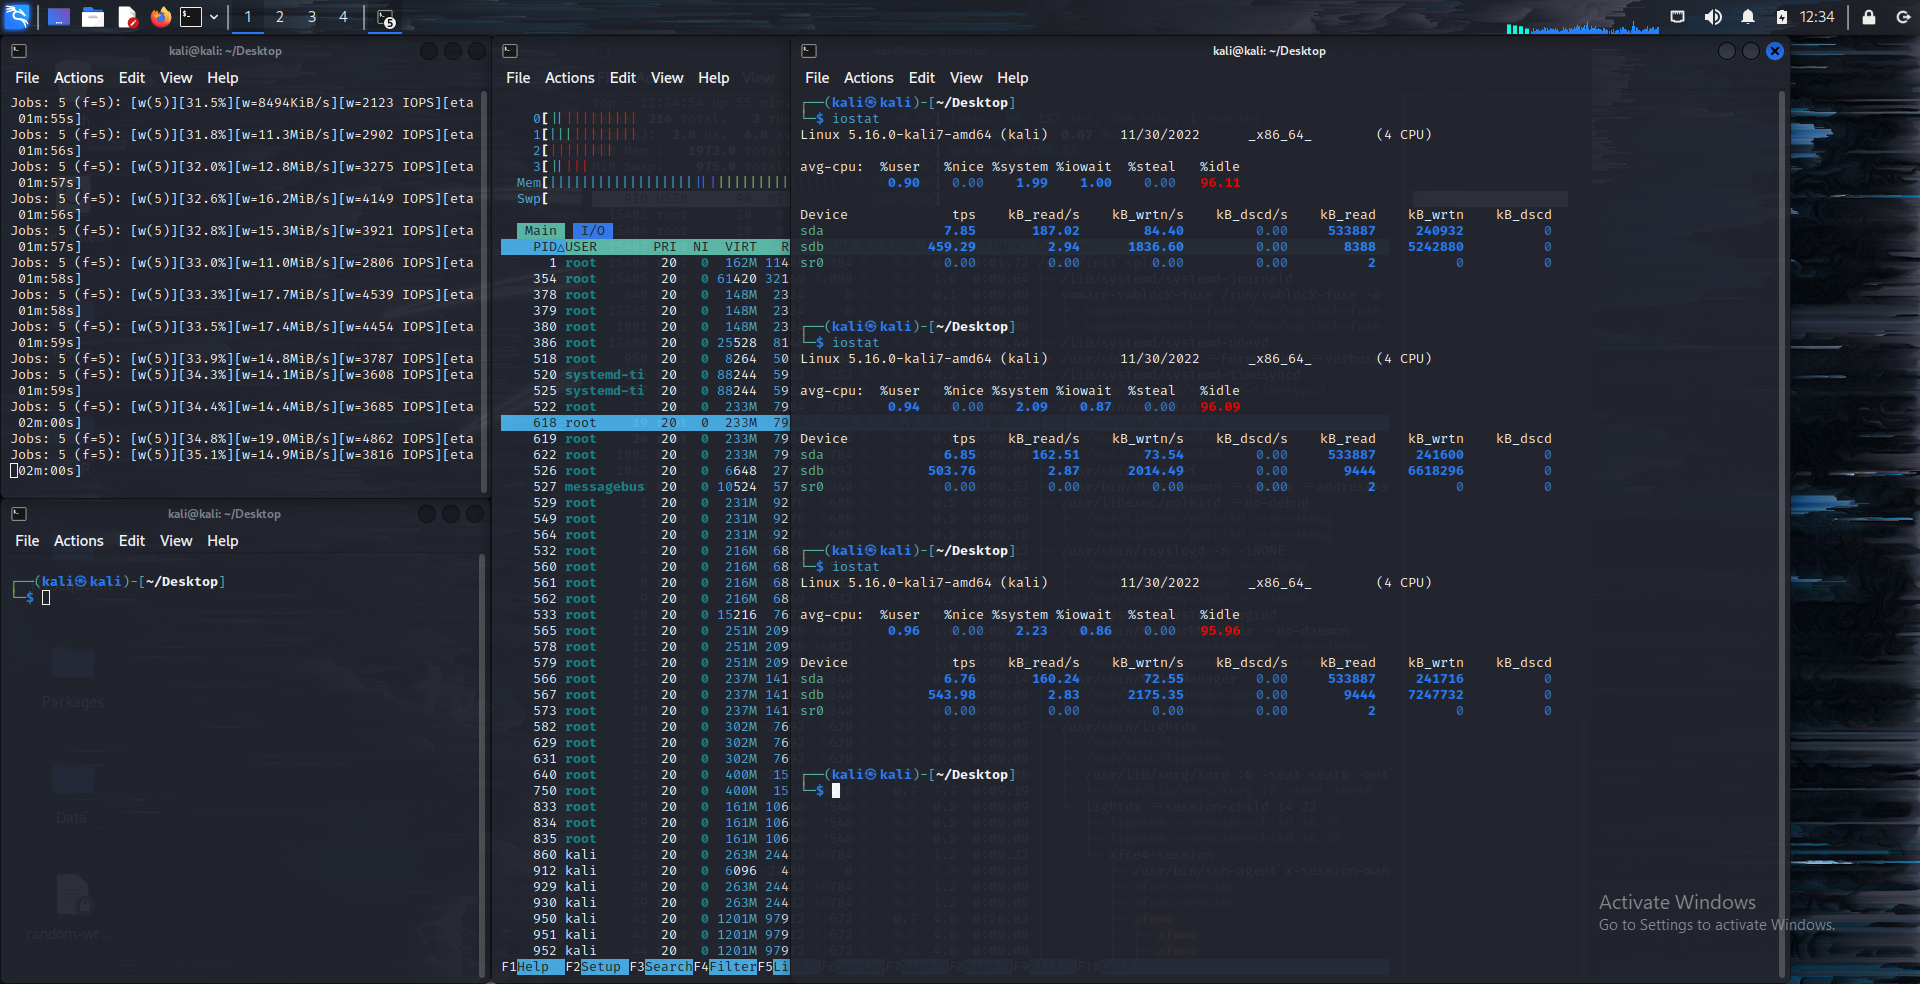 1 2 3 4 5 12:34
kali@kali: ~/Desktop
File Actions Edit View Help
Jobs: 5 (f=5): [w(5)][31.5%][w=8494KiB/s][w=2123 IOPS][eta
01m:55s]
Jobs: 5 (f=5): [w(5)][31.8%][w=11.3MiB/s][w=2902 IOPS][eta
01m:56s]
Jobs: 5 (f=5): [w(5)][32.0%][w=12.8MiB/s][w=3275 IOPS][eta
01m:57s]
Jobs: 5 (f=5): [w(5)][32.6%][w=16.2MiB/s][w=4149 IOPS][eta
01m:56s]
Jobs: 5 (f=5): [w(5)][32.8%][w=15.3MiB/s][w=3921 IOPS][eta
01m:57s]
Jobs: 5 (f=5): [w(5)][33.0%][w=11.0MiB/s][w=2806 IOPS][eta
01m:58s]
Jobs: 5 (f=5): [w(5)][33.3%][w=17.7MiB/s][w=4539 IOPS][eta
01m:58s]
Jobs: 5 (f=5): [w(5)][33.5%][w=17.4MiB/s][w=4454 IOPS][eta
01m:59s]
Jobs: 5 (f=5): [w(5)][33.9%][w=14.8MiB/s][w=3787 IOPS][eta
Jobs: 5 (f=5): [w(5)][34.3%][w=14.1MiB/s][w=3608 IOPS][eta
01m:59s]
Jobs: 5 (f=5): [w(5)][34.4%][w=14.4MiB/s][w=3685 IOPS][eta
02m:00s]
Jobs: 5 (f=5): [w(5)][34.8%][w=19.0MiB/s][w=4862 IOPS][eta
Jobs: 5 (f=5): [w(5)][35.1%][w=14.9MiB/s][w=3816 IOPS][eta
02m:00s]
kali@kali: ~/Desktop
File Actions Edit View Help
┌──(kali㉿kali)-[~/Desktop]
└─$
Packages
Data
random-wr...
File Actions Edit View Help
0[
1[
2[
3[
Mem[
Swp[
Main I/O
PID△USER PRI NI VIRT R
1 root 20 0 162M 114
354 root 20 0 61420 321
378 root 20 0 148M 23
379 root 20 0 148M 23
380 root 20 0 148M 23
386 root 20 0 25528 81
518 root 20 0 8264 50
520 systemd-ti 20 0 88244 59
525 systemd-ti 20 0 88244 59
522 root 20 0 233M 79
618 root 20 0 233M 79
619 root 20 0 233M 79
622 root 20 0 233M 79
526 root 20 0 6648 27
527 messagebus 20 0 10524 57
529 root 20 0 231M 92
549 root 20 0 231M 92
564 root 20 0 231M 92
532 root 20 0 216M 68
560 root 20 0 216M 68
561 root 20 0 216M 68
562 root 20 0 216M 68
533 root 20 0 15216 76
565 root 20 0 251M 209
578 root 20 0 251M 209
579 root 20 0 251M 209
566 root 20 0 237M 141
567 root 20 0 237M 141
573 root 20 0 237M 141
582 root 20 0 302M 76
629 root 20 0 302M 76
631 root 20 0 302M 76
640 root 20 0 400M 15
750 root 20 0 400M 15
833 root 20 0 161M 106
834 root 20 0 161M 106
835 root 20 0 161M 106
860 kali 20 0 263M 244
912 kali 20 0 6096 4
929 kali 20 0 263M 244
930 kali 20 0 263M 244
950 kali 20 0 1201M 979
951 kali 20 0 1201M 979
952 kali 20 0 1201M 979
F1Help F2Setup F3SearchF4FilterF5Li
kali@kali: ~/Desktop
File Actions Edit View Help
┌──(kali㉿kali)-[~/Desktop]
└─$ iostat
Linux 5.16.0-kali7-amd64 (kali) 11/30/2022 _x86_64_ (4 CPU)
avg-cpu: %user %nice %system %iowait %steal %idle
0.90 0.00 1.99 1.00 0.00 96.11
Device tps kB_read/s kB_wrtn/s kB_dscd/s kB_read kB_wrtn kB_dscd
sda 7.85 187.02 84.40 0.00 533887 240932 0
sdb 459.29 2.94 1836.60 0.00 8388 5242880 0
sr0 0.00 0.00 0.00 0.00 2 0 0
┌──(kali㉿kali)-[~/Desktop]
└─$ iostat
Linux 5.16.0-kali7-amd64 (kali) 11/30/2022 _x86_64_ (4 CPU)
avg-cpu: %user %nice %system %iowait %steal %idle
0.94 0.00 2.09 0.87 0.00 96.09
Device tps kB_read/s kB_wrtn/s kB_dscd/s kB_read kB_wrtn kB_dscd
sda 6.85 162.51 73.54 0.00 533887 241600 0
sdb 503.76 2.87 2014.49 0.00 9444 6618296 0
sr0 0.00 0.00 0.00 0.00 2 0 0
┌──(kali㉿kali)-[~/Desktop]
└─$ iostat
Linux 5.16.0-kali7-amd64 (kali) 11/30/2022 _x86_64_ (4 CPU)
avg-cpu: %user %nice %system %iowait %steal %idle
0.96 0.00 2.23 0.86 0.00 95.96
Device tps kB_read/s kB_wrtn/s kB_dscd/s kB_read kB_wrtn kB_dscd
sda 6.76 160.24 72.55 0.00 533887 241716 0
sdb 543.98 2.83 2175.35 0.00 9444 7247732 0
sr0 0.00 0.00 0.00 0.00 2 0 0
┌──(kali㉿kali)-[~/Desktop]
└─$
Activate Windows
Go to Settings to activate Windows.